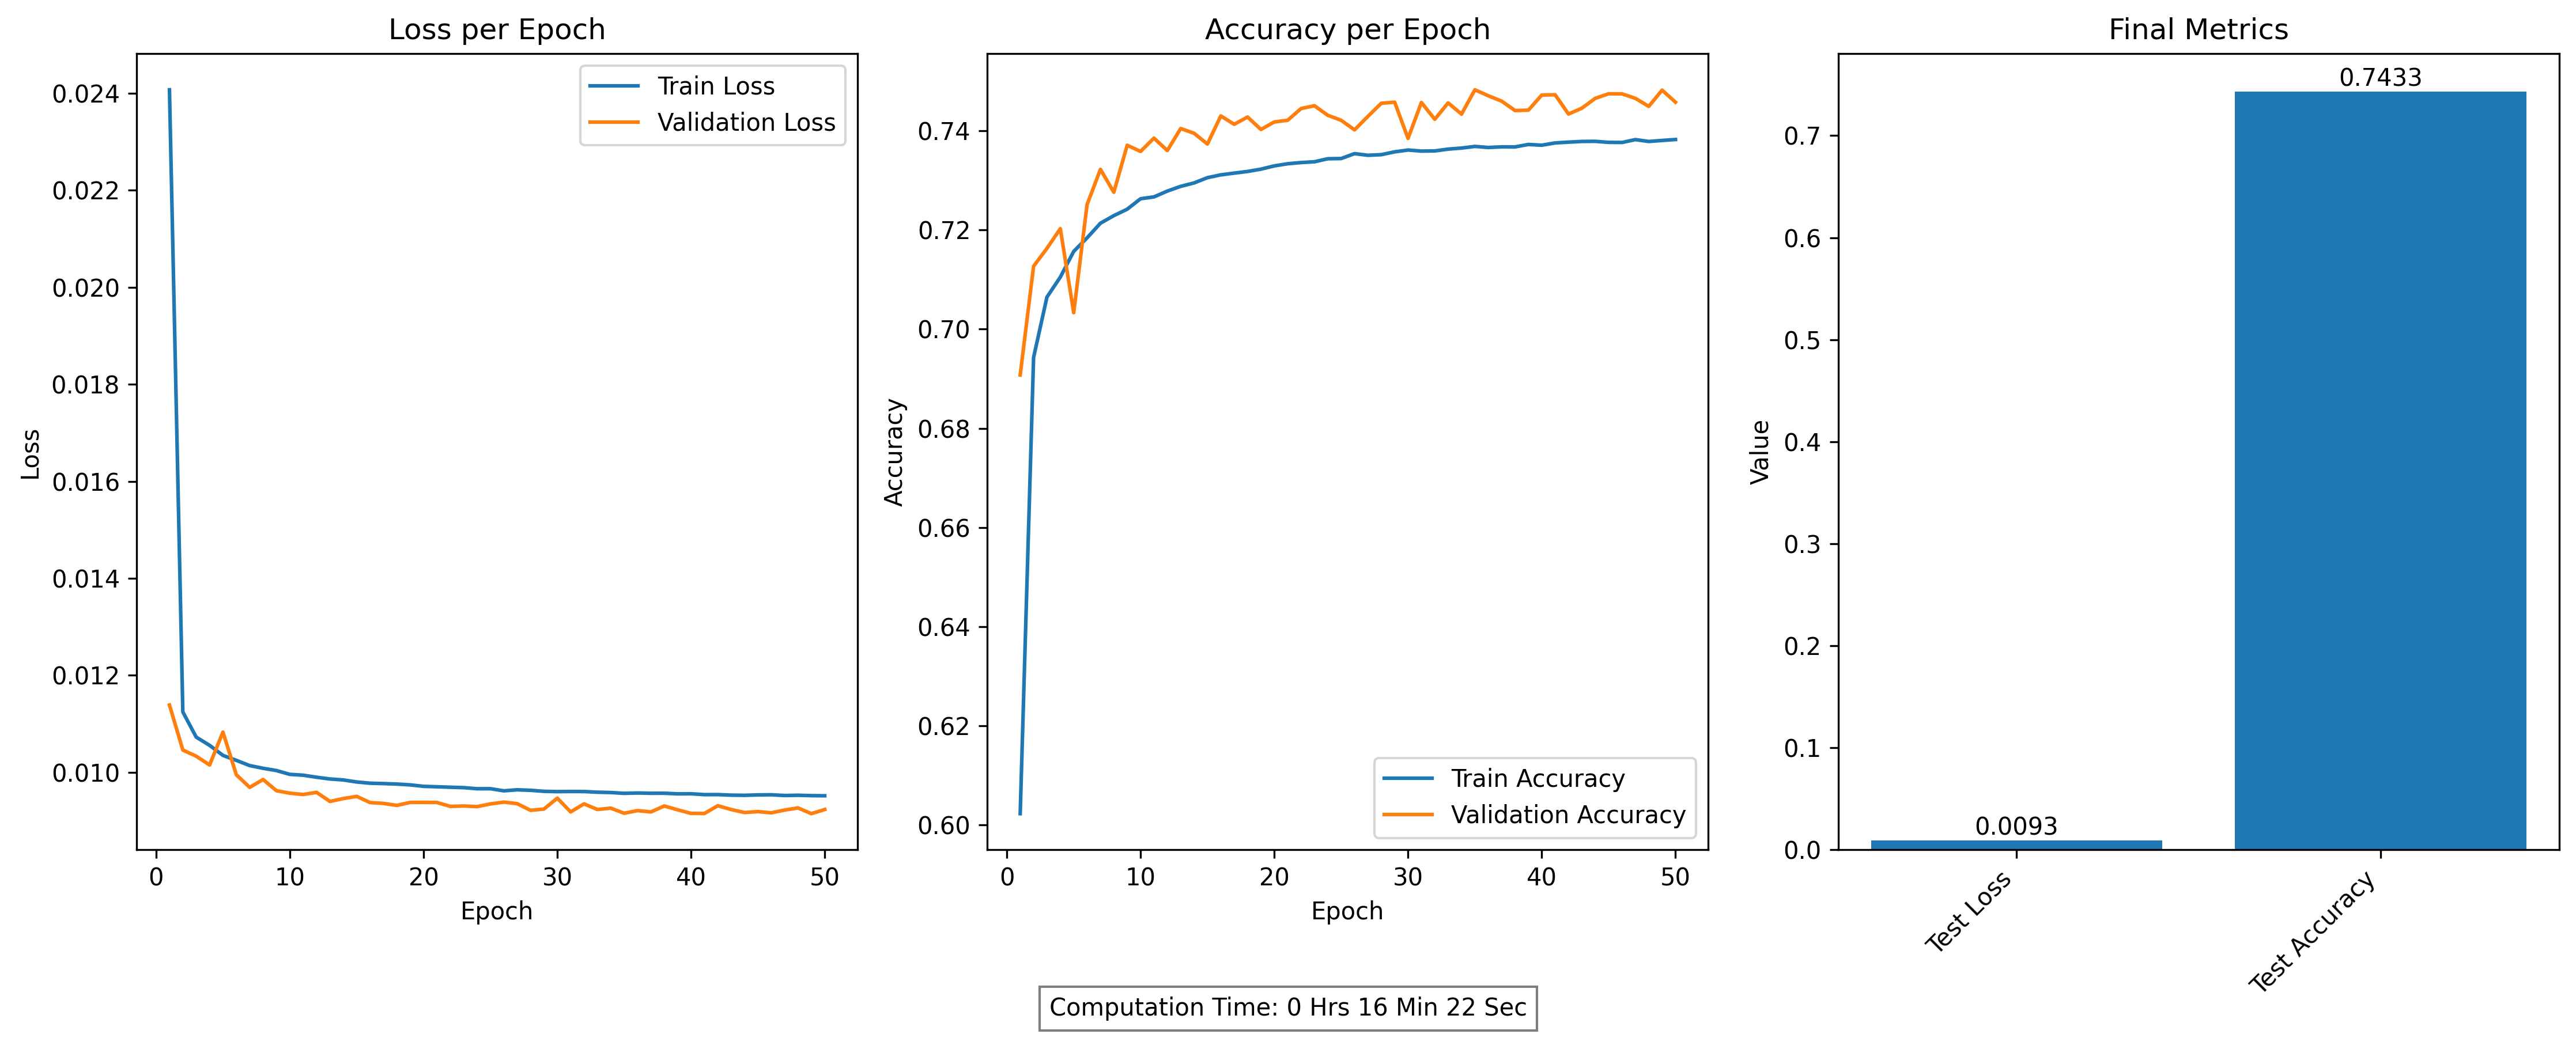 Loss per Epoch
0.024
0.022
0.020
0.018
0.016
0.014
0.012
0.010
Loss
0 10 20 30 40 50
Epoch
Train Loss
Validation Loss
Accuracy per Epoch
0.74
0.72
0.70
0.68
0.66
0.64
0.62
0.60
Accuracy
0 10 20 30 40 50
Epoch
Train Accuracy
Validation Accuracy
Final Metrics
0.7
0.6
0.5
0.4
0.3
0.2
0.1
0.0
Value
0.0093
0.7433
Test Loss
Test Accuracy
Computation Time: 0 Hrs 16 Min 22 Sec